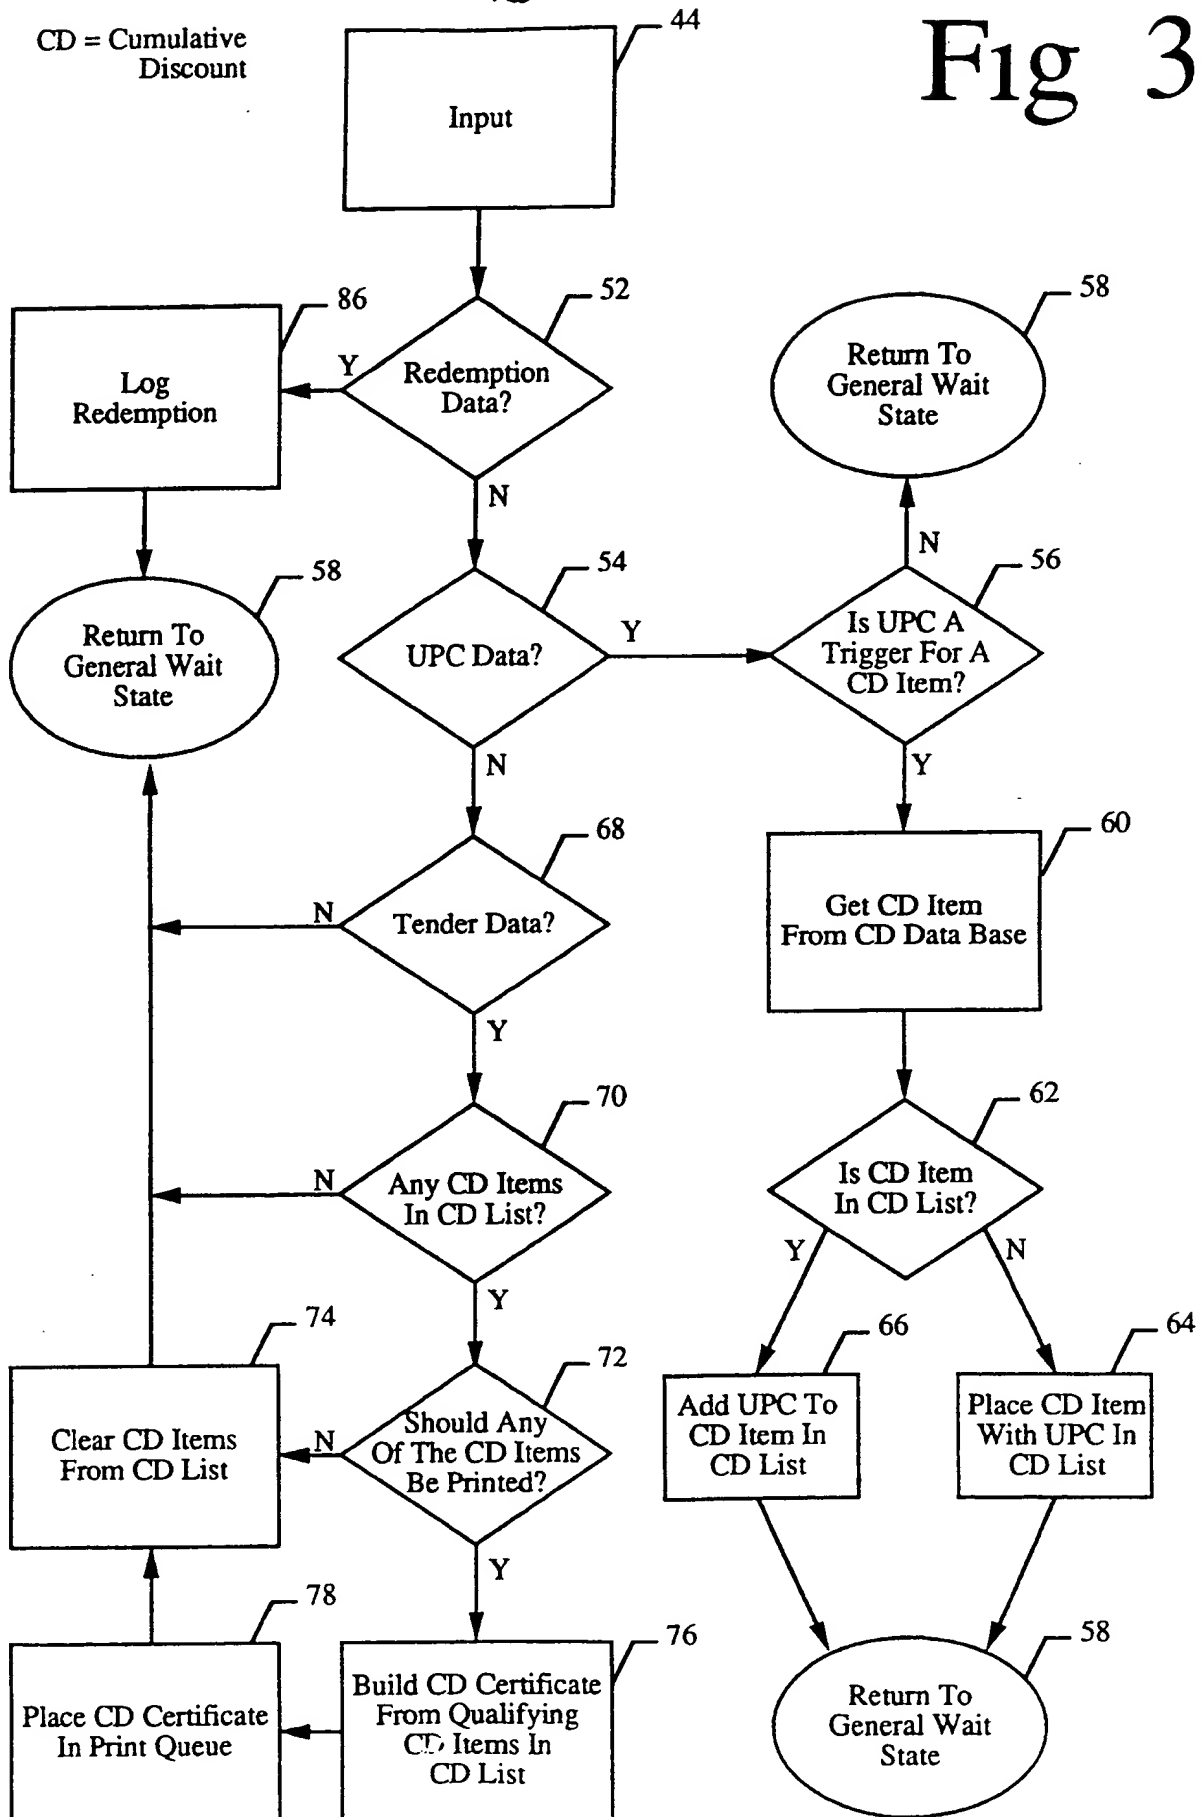 CD = Cumulative
Discount
44
Fig 3
Input
86
52
58
Log
Redemption
Y
Redemption
Data?
Return To
General Wait
State
N
58
54
N
56
Return To
General Wait
State
UPC Data?
Y
Is UPC A
Trigger For A
CD Item?
N
Y
68
60
N
Tender Data?
Get CD Item
From CD Data Base
Y
70
62
N
Any CD Items
In CD List?
Is CD Item
In CD List?
Y
N
Y
74
72
66
64
Clear CD Items
From CD List
N
Should Any
Of The CD Items
Be Printed?
Add UPC To
CD Item In
CD List
Place CD Item
With UPC In
CD List
Y
78
76
58
Place CD Certificate
In Print Queue
Build CD Certificate
From Qualifying
CD Items In
CD List
Return To
General Wait
State